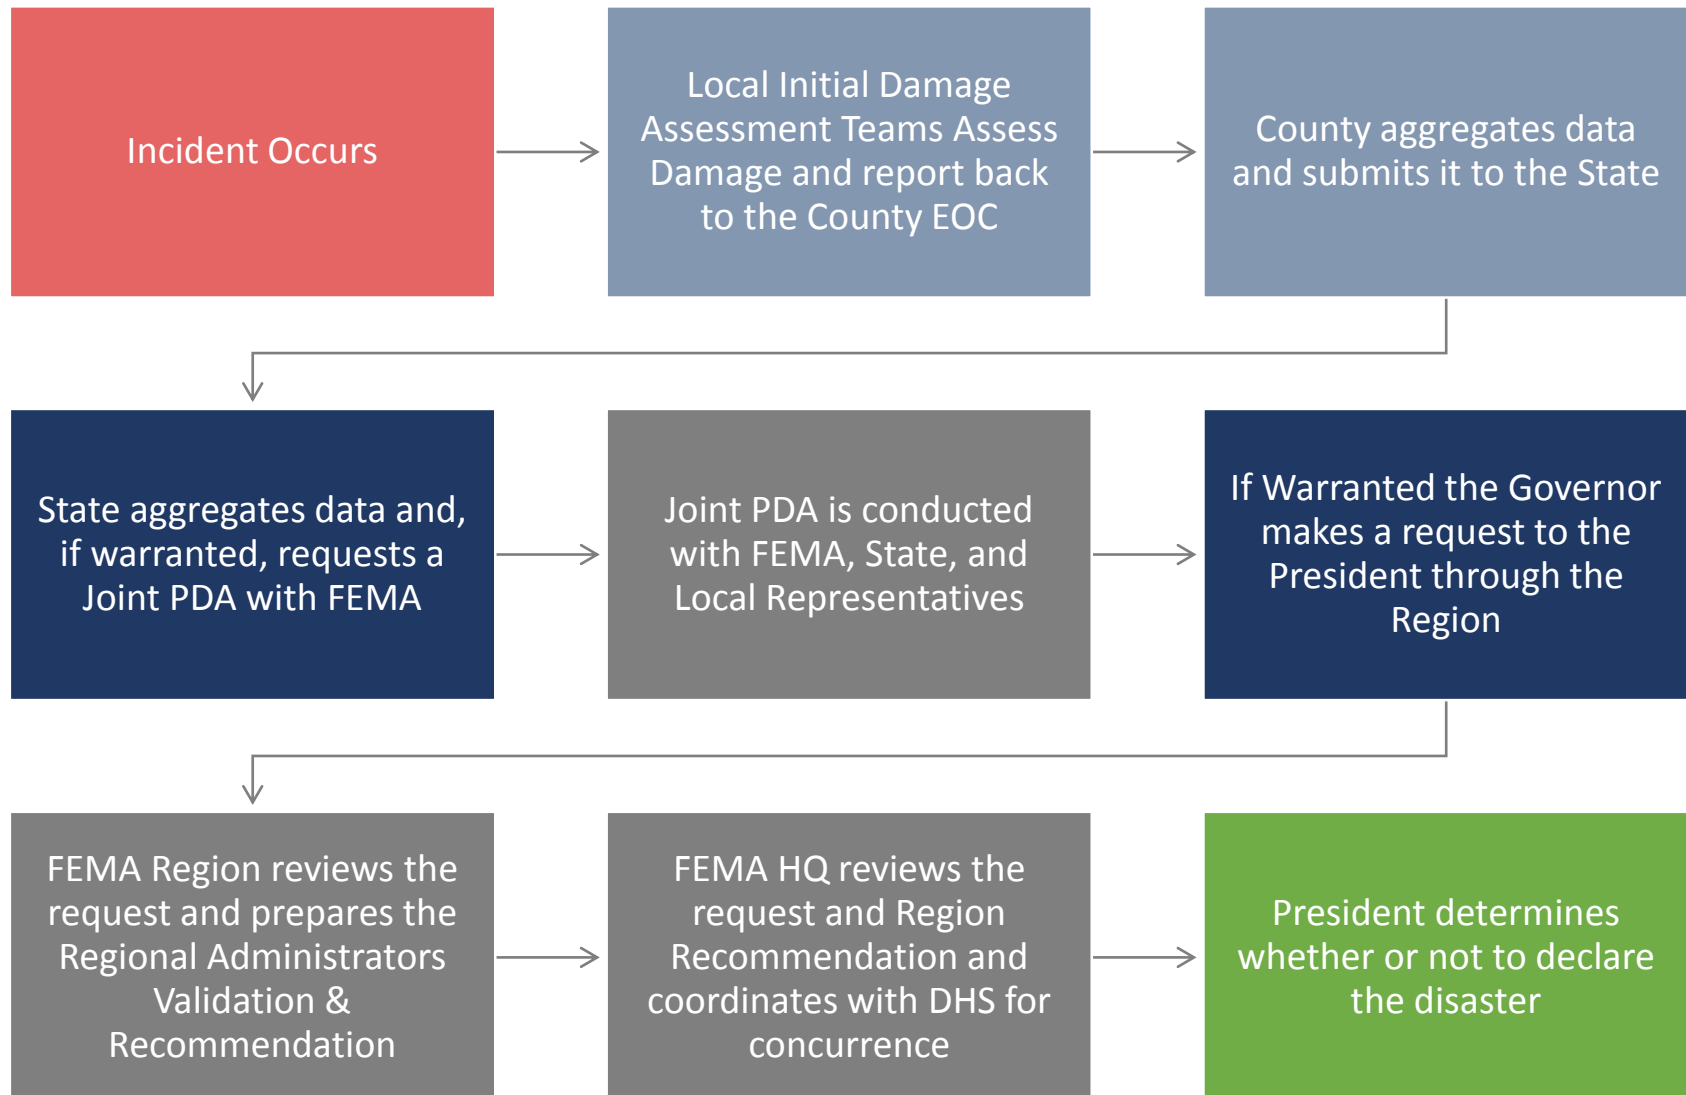 Incident Occurs
Local Initial Damage
Assessment Teams Assess
Damage and report back
to the County EOC
County aggregates data
and submits it to the State
State aggregates data and,
if warranted, requests a
Joint PDA with FEMA
Joint PDA is conducted
with FEMA, State, and
Local Representatives
If Warranted the Governor
makes a request to the
President through the
Region
FEMA Region reviews the
request and prepares the
Regional Administrators
Validation &
Recommendation
FEMA HQ reviews the
request and Region
Recommendation and
coordinates with DHS for
concurrence
President determines
whether or not to declare
the disaster